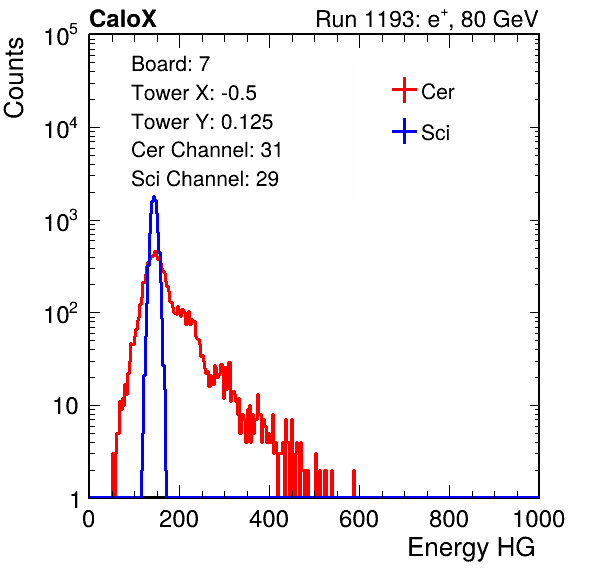 CaloX Run 1193: e⁺, 80 GeV
Counts
Board: 7
Tower X: -0.5
Tower Y: 0.125
Cer Channel: 31
Sci Channel: 29
Cer
Sci
10⁵
10⁴
10³
10²
10
1
0 200 400 600 800 1000
Energy HG